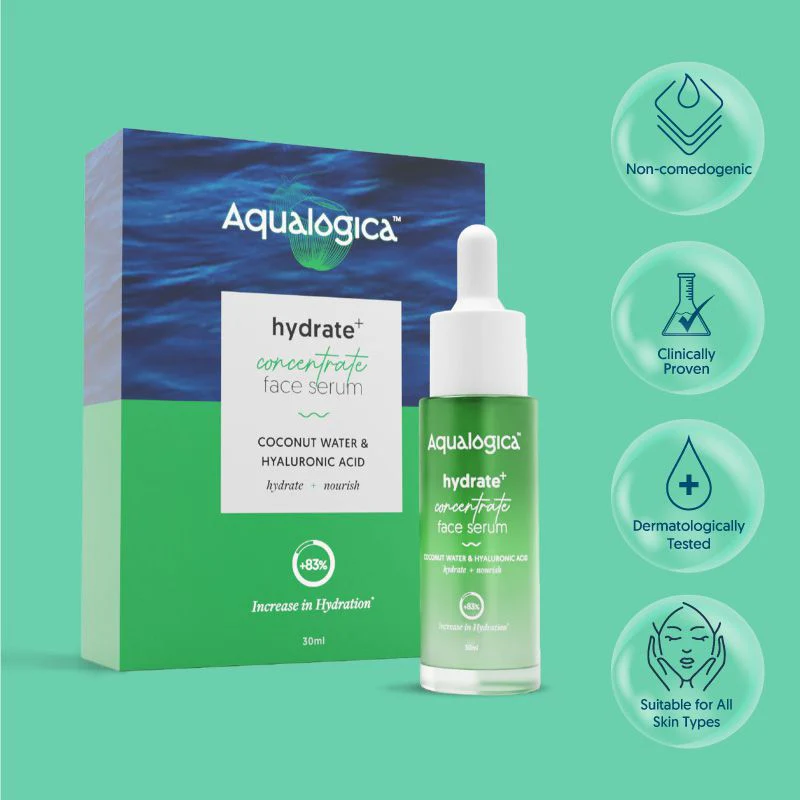 Aqualogica™
hydrate+
concentrate
face serum
COCONUT WATER &
HYALURONIC ACID
hydrate + nourish
+83%
Increase in Hydration*
30ml
Aqualogica™
hydrate+
concentrate
face serum
COCONUT WATER & HYALURONIC ACID
hydrate + nourish
+83%
Increase in Hydration*
30ml
Non-comedogenic
Clinically
Proven
Dermatologically
Tested
Suitable for All
Skin Types